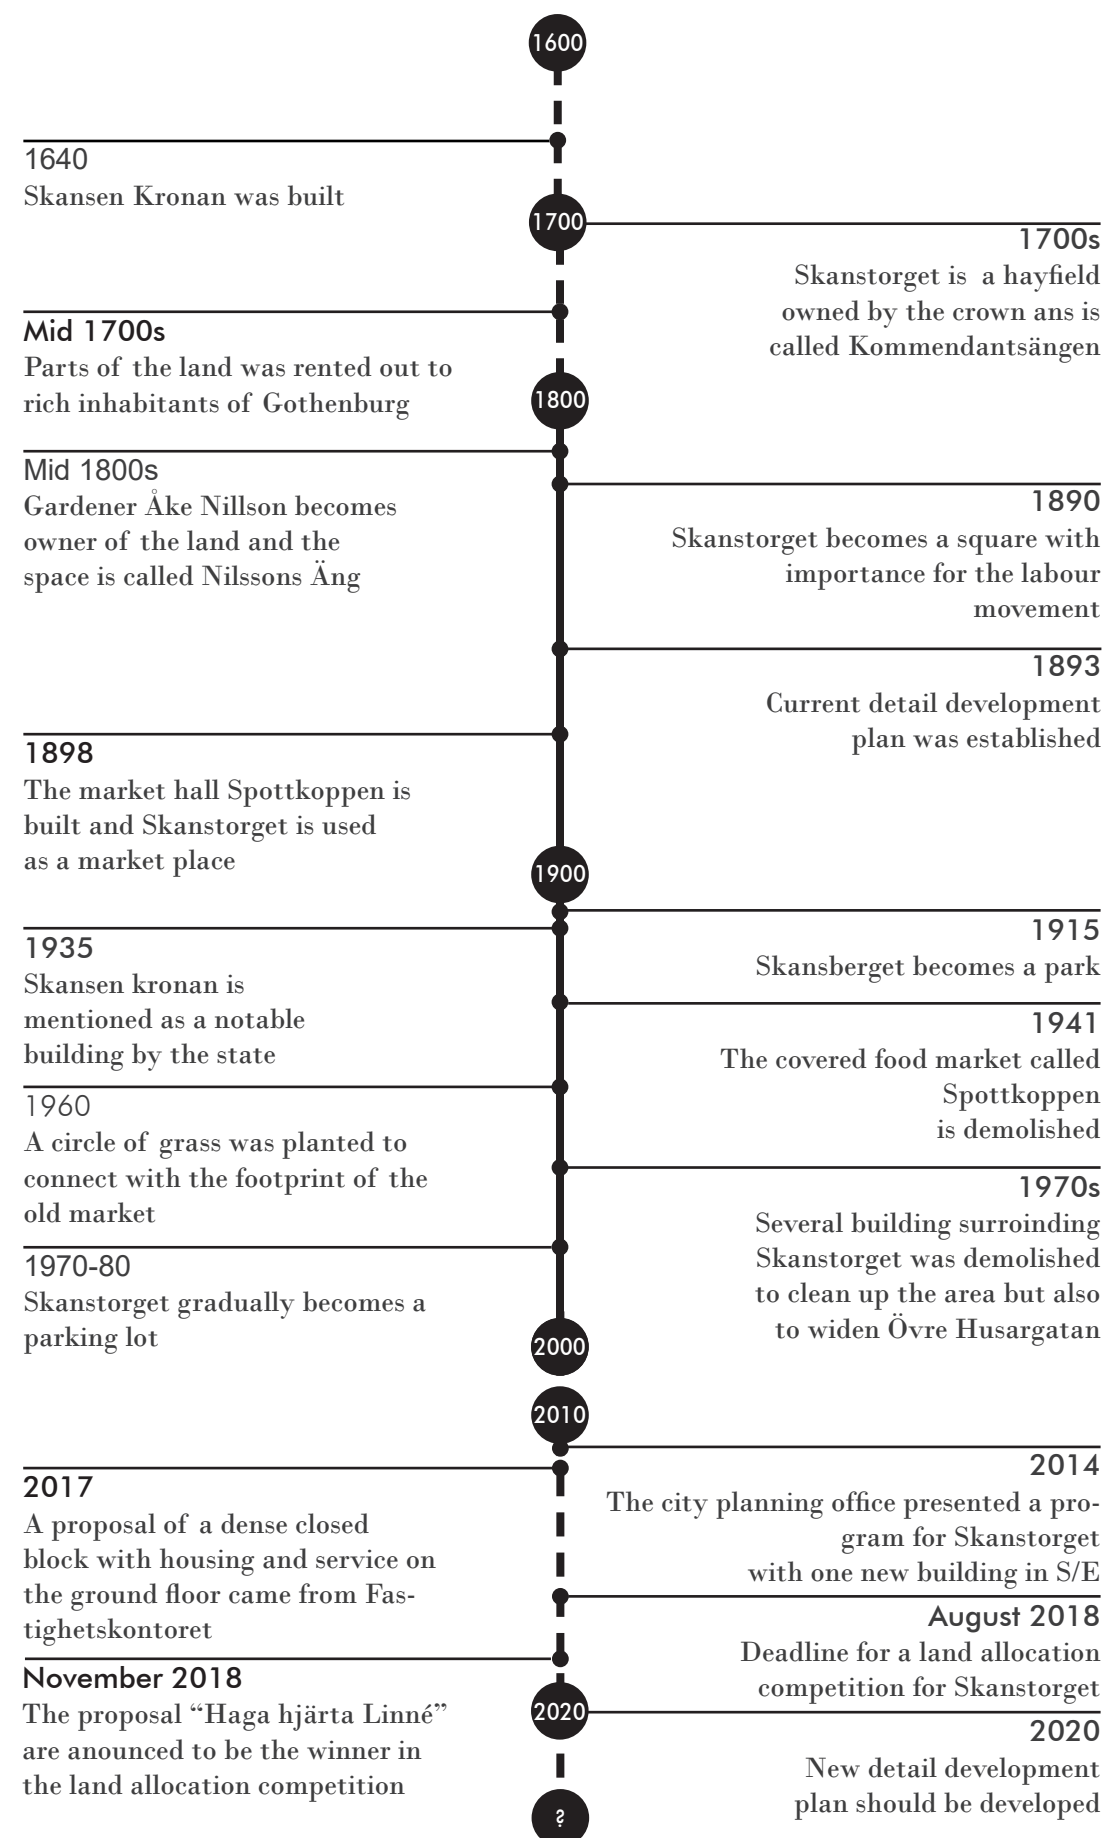 1600
1640
Skansen Kronan was built
1700
1700s
Skanstorget is a hayfield
owned by the crown ans is
called Kommendantsängen
Mid 1700s
Parts of the land was rented out to
rich inhabitants of Gothenburg
1800
Mid 1800s
Gardener Åke Nillson becomes
owner of the land and the
space is called Nilssons Äng
1890
Skanstorget becomes a square with
importance for the labour
movement
1893
Current detail development
plan was established
1898
The market hall Spottkoppen is
built and Skanstorget is used
as a market place
1900
1915
Skansberget becomes a park
1935
Skansen kronan is
mentioned as a notable
building by the state
1941
The covered food market called
Spottkoppen
is demolished
1960
A circle of grass was planted to
connect with the footprint of the
old market
1970s
Several building surroinding
Skanstorget was demolished
to clean up the area but also
to widen Övre Husargatan
1970-80
Skanstorget gradually becomes a
parking lot
2000
2010
2014
The city planning office presented a pro-
gram for Skanstorget
with one new building in S/E
2017
A proposal of a dense closed
block with housing and service on
the ground floor came from Fas-
tighetskontoret
August 2018
Deadline for a land allocation
competition for Skanstorget
November 2018
The proposal “Haga hjärta Linné”
are anounced to be the winner in
the land allocation competition
2020
2020
New detail development
plan should be developed
?